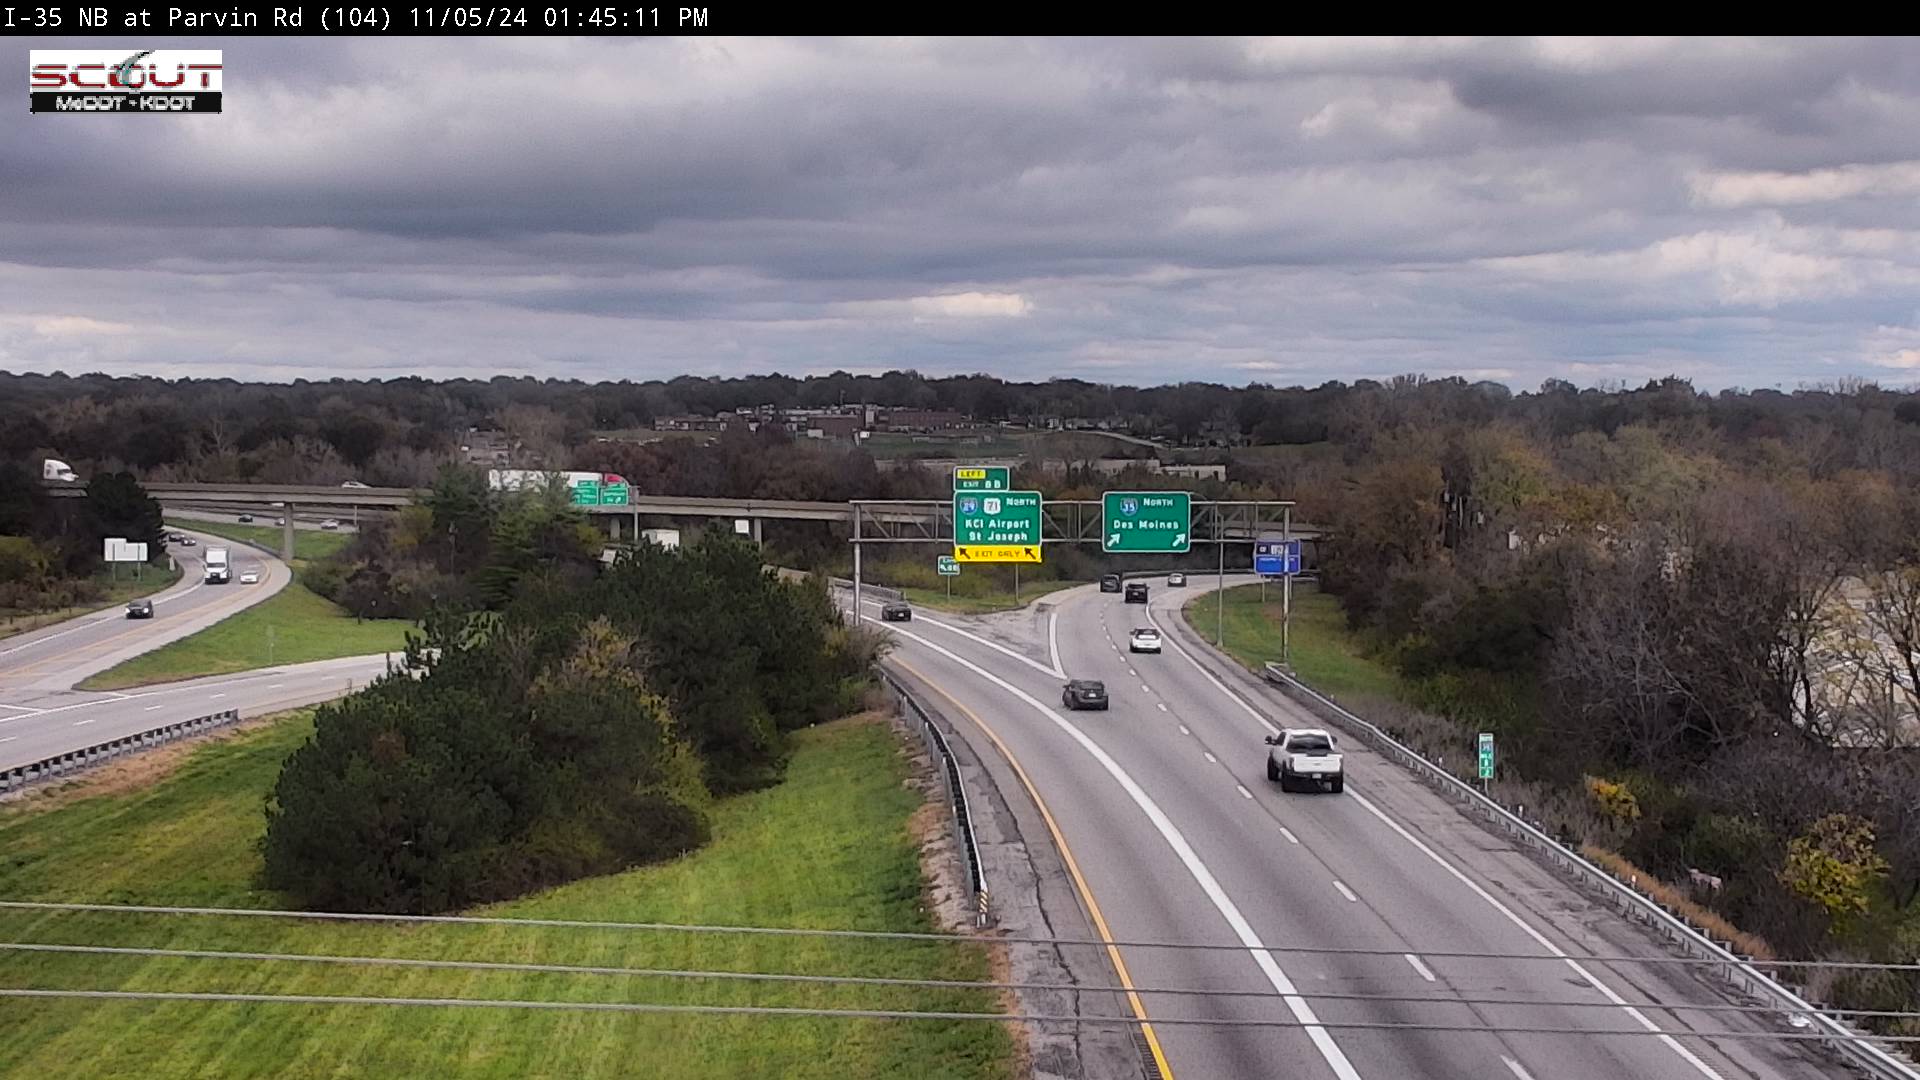 I-35 NB at Parvin Rd (104) 11/05/24 01:45:11 PM
SCOUT
MoDOT - KDOT
LEFT
EXIT 8B
29 71 NORTH
KCI Airport
St Joseph
EXIT ONLY
35 NORTH
Des Moines